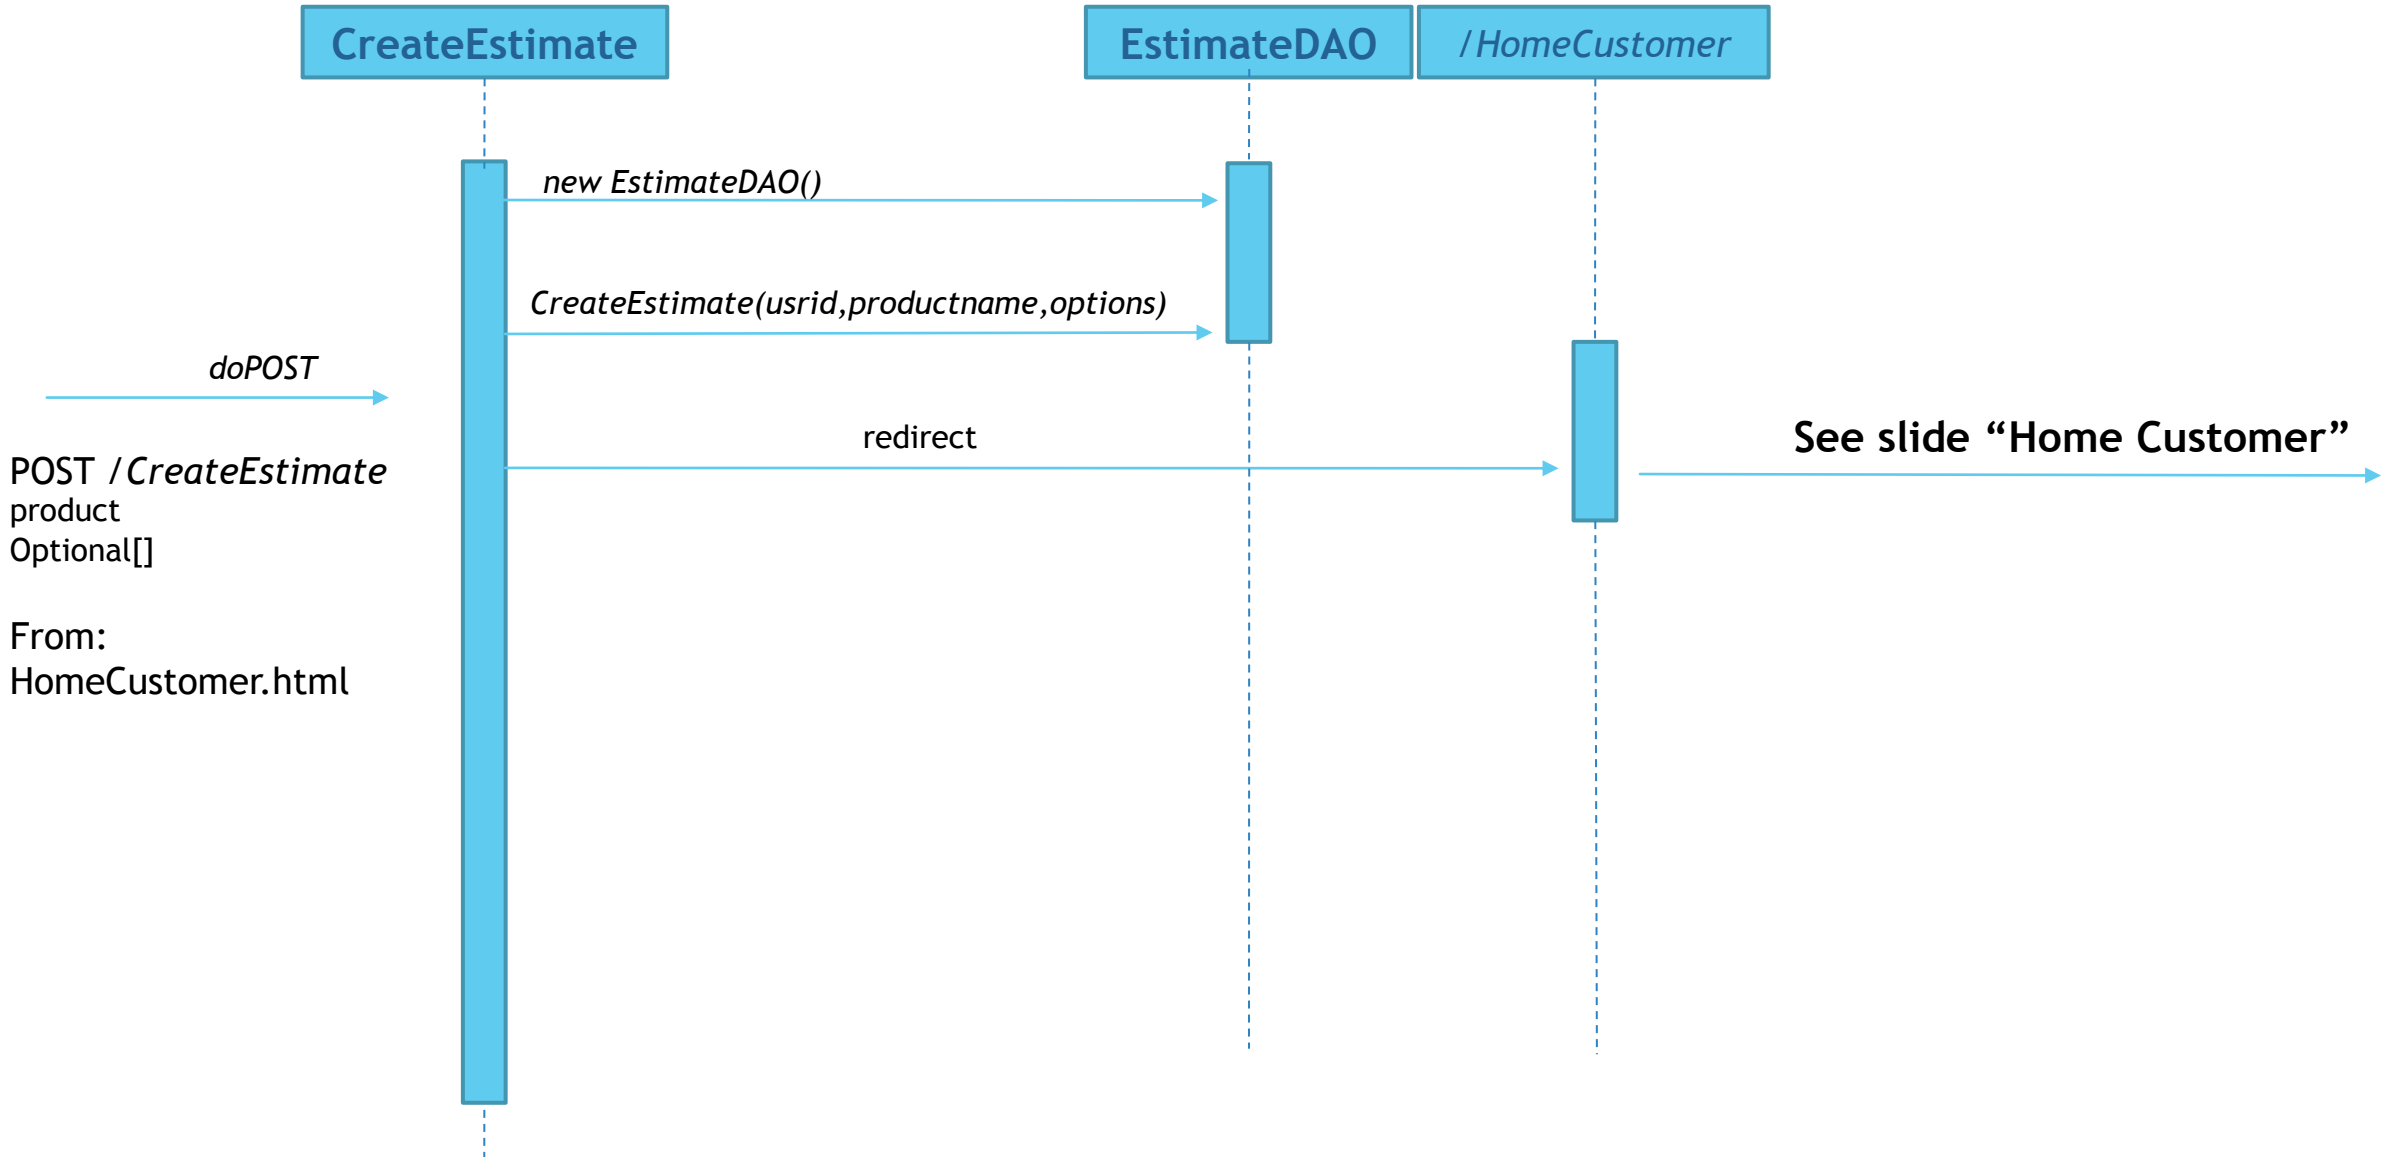 CreateEstimate
EstimateDAO
/HomeCustomer
new EstimateDAO()
CreateEstimate(usrid,productname,options)
doPOST
redirect
See slide “Home Customer”
POST /CreateEstimate
product
Optional[]
From:
HomeCustomer.html